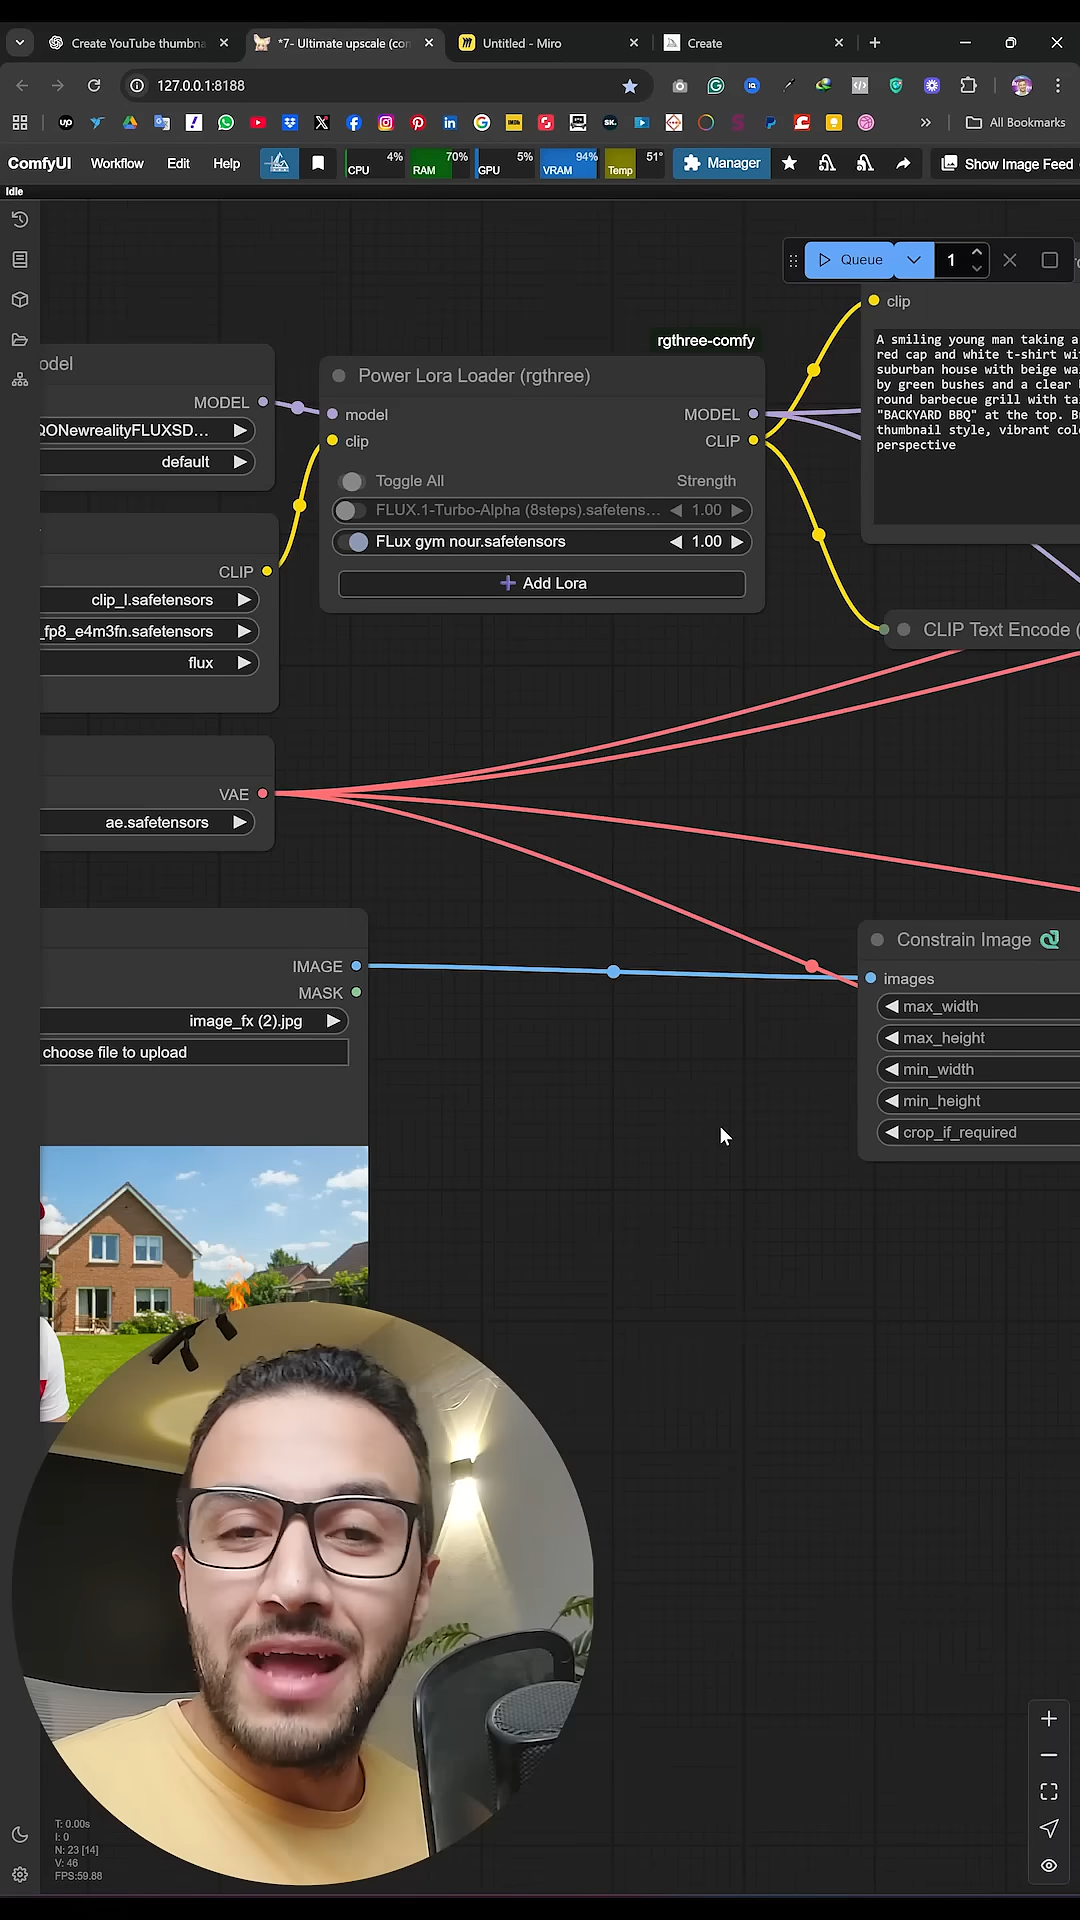 Create YouTube thumbna
*7- Ultimate upscale (con
Untitled - Miro
Create
127.0.0.1:8188
All Bookmarks
ComfyUI
Workflow
Edit
Help
CPU 4%
RAM 70%
GPU 5%
VRAM 94%
Temp 51°
Manager
Show Image Feed
Idle
Queue
1
clip
A smiling young man taking a
red cap and white t-shirt wit
suburban house with beige wa
by green bushes and a clear b
round barbecue grill with tal
"BACKYARD BBQ" at the top. Br
thumbnail style, vibrant colo
perspective
rgthree-comfy
odel
MODEL
QONewrealityFLUXSD...
default
Power Lora Loader (rgthree)
model
MODEL
clip
CLIP
Toggle All
Strength
FLUX.1-Turbo-Alpha (8steps).safetens...
1.00
FLux gym nour.safetensors
1.00
Add Lora
CLIP
clip_l.safetensors
_fp8_e4m3fn.safetensors
flux
CLIP Text Encode (
VAE
ae.safetensors
IMAGE
MASK
image_fx (2).jpg
choose file to upload
Constrain Image
images
max_width
max_height
min_width
min_height
crop_if_required
T: 0.00s
I: 0
N: 23 [14]
V: 46
FPS:59.88